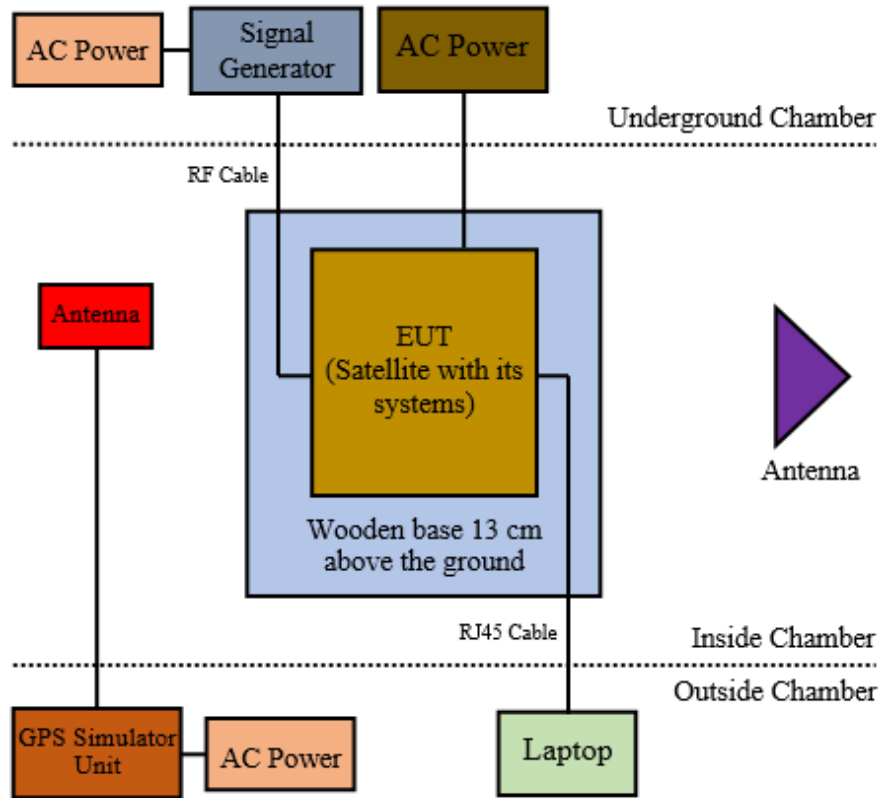 AC Power
Signal
Generator
AC Power
Underground Chamber
RF Cable
Antenna
EUT
(Satellite with its
systems)
Antenna
Wooden base 13 cm
above the ground
RJ45 Cable
Inside Chamber
Outside Chamber
GPS Simulator
Unit
AC Power
Laptop